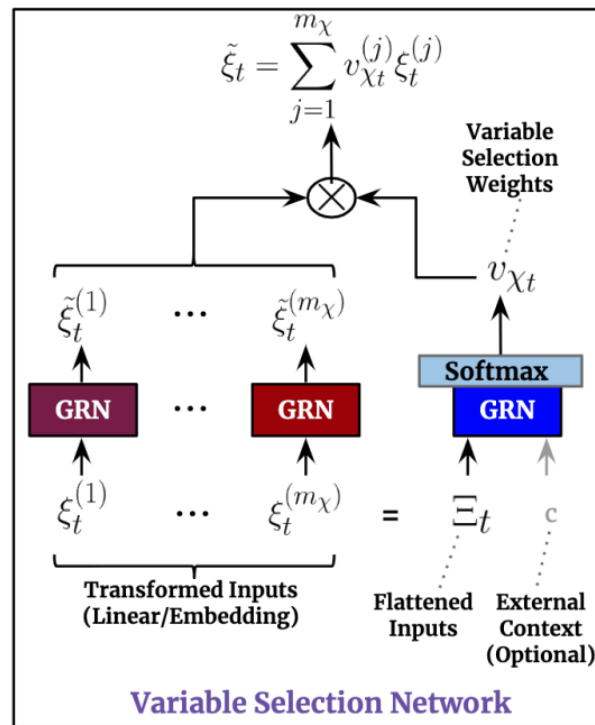 ξ̃_t = ∑_{j=1}^{m_χ} v_{χ_t}^{(j)} ξ_t^{(j)}
Variable
Selection
Weights
v_{χ_t}
ξ̃_t^{(1)} ... ξ̃_t^{(m_χ)}
Softmax
GRN ... GRN GRN
ξ_t^{(1)} ... ξ_t^{(m_χ)} = Ξ_t c
Transformed Inputs
(Linear/Embedding)
Flattened
Inputs
External
Context
(Optional)
Variable Selection Network